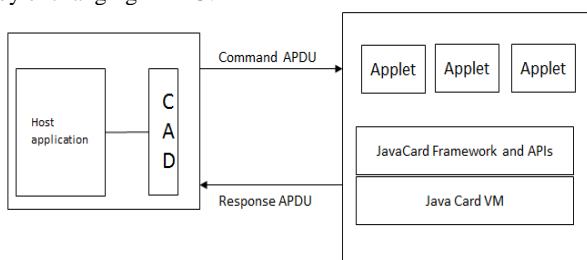 Command APDU
Applet
Applet
Applet
Host
application
C
A
D
JavaCard Framework and APIs
Java Card VM
Response APDU